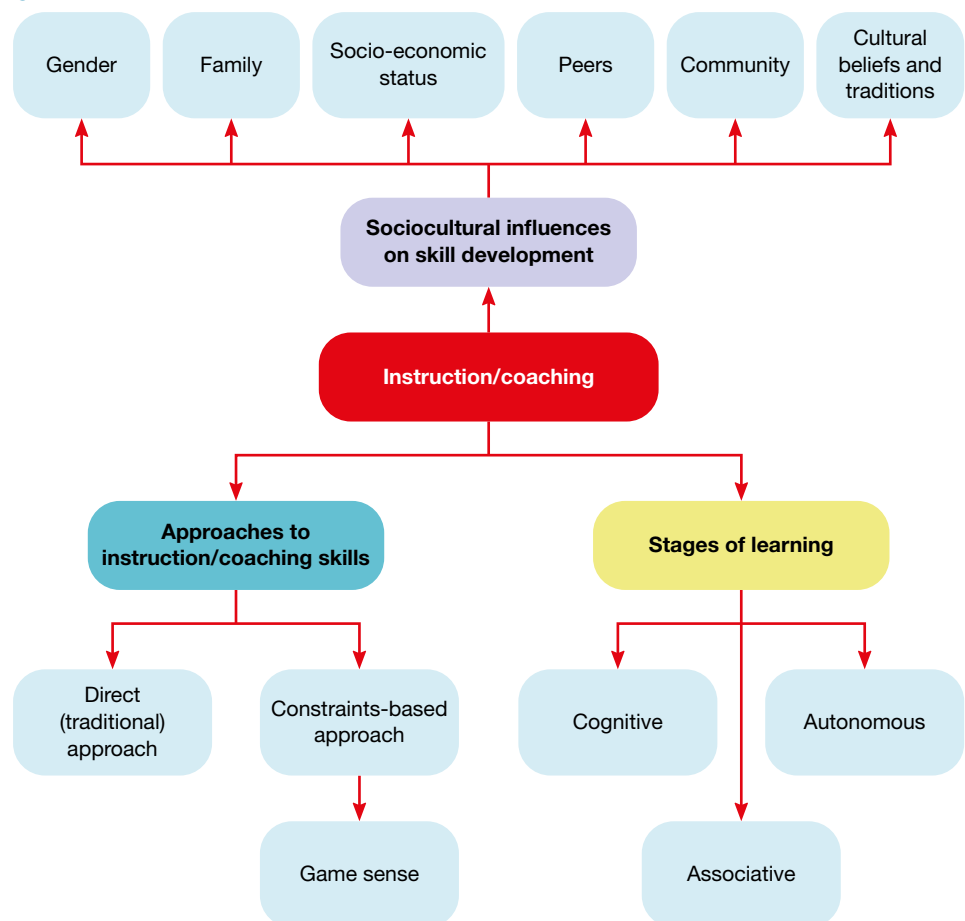 Gender
Family
Socio-economic
status
Peers
Community
Cultural
beliefs and
traditions
Sociocultural influences
on skill development
Instruction/coaching
Approaches to
instruction/coaching skills
Stages of learning
Direct
(traditional)
approach
Constraints-based
approach
Cognitive
Autonomous
Game sense
Associative